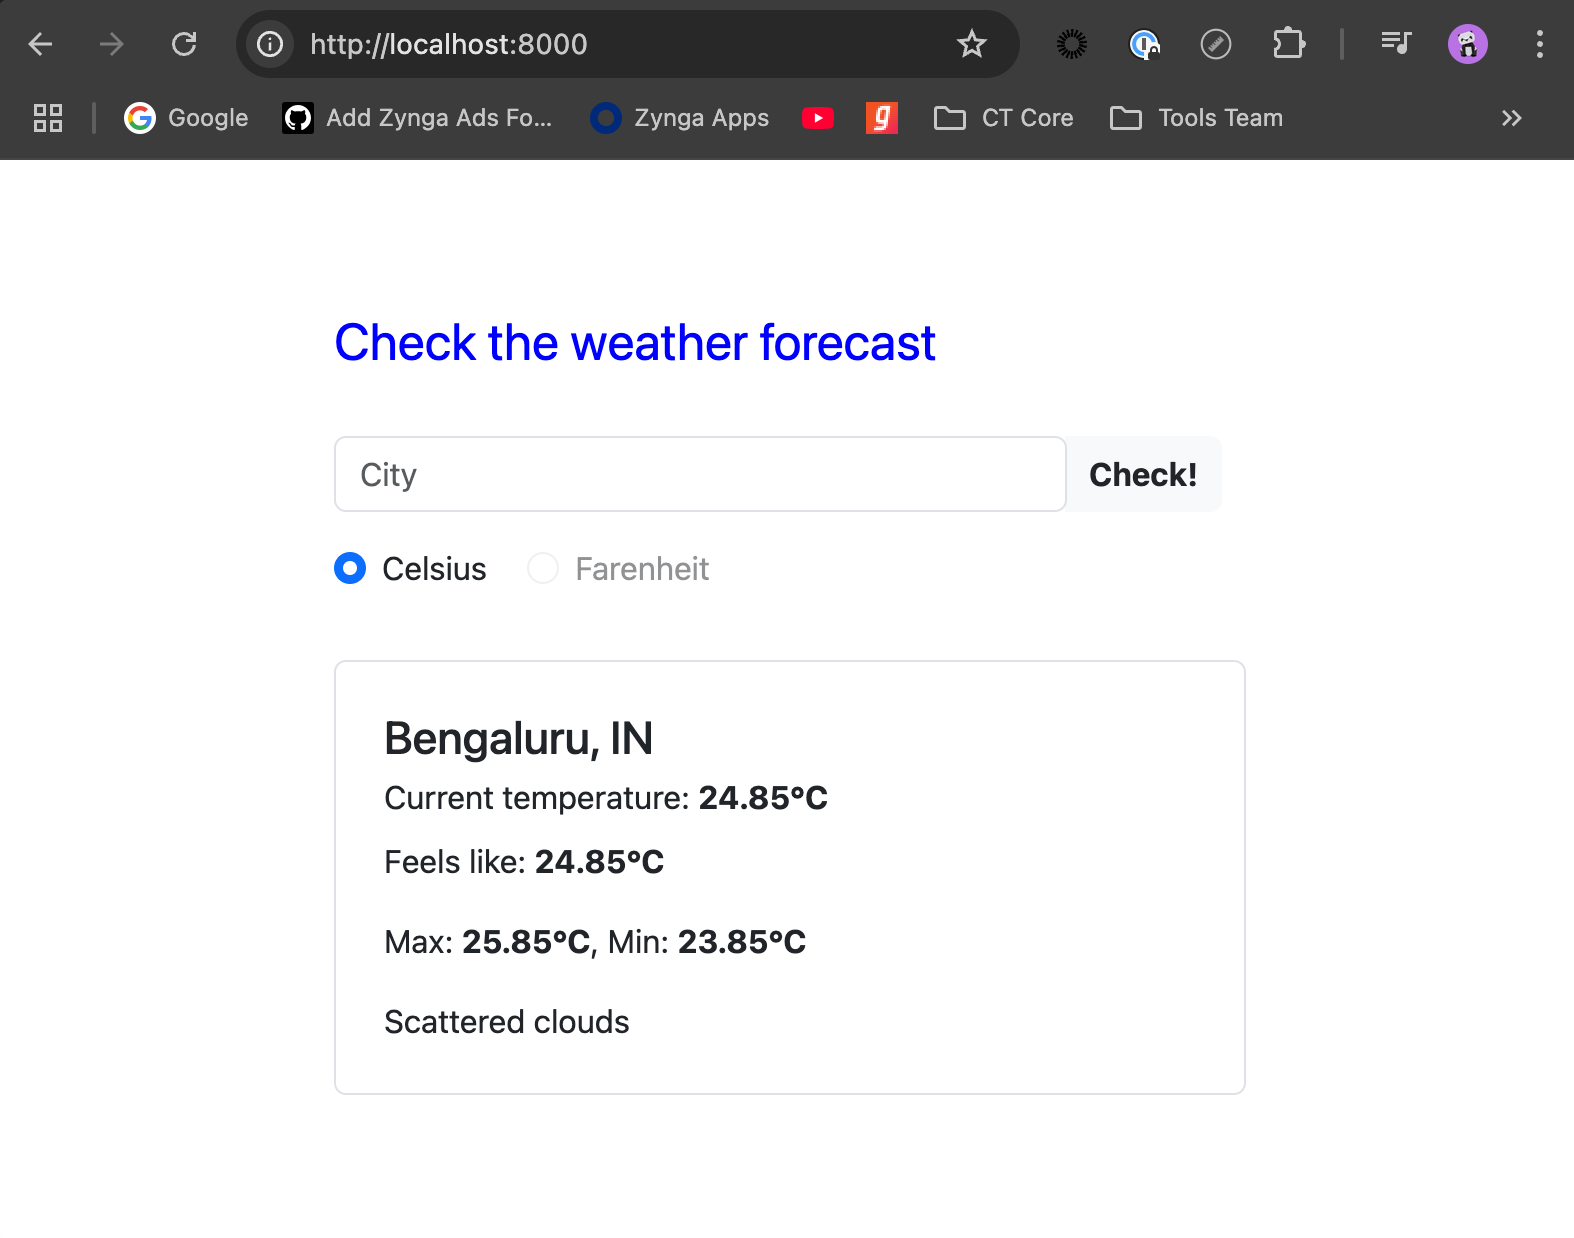 http://localhost:8000
Google Add Zynga Ads Fo... Zynga Apps g CT Core Tools Team
Check the weather forecast
City Check!
Celsius Farenheit
Bengaluru, IN
Current temperature: 24.85°C
Feels like: 24.85°C
Max: 25.85°C, Min: 23.85°C
Scattered clouds